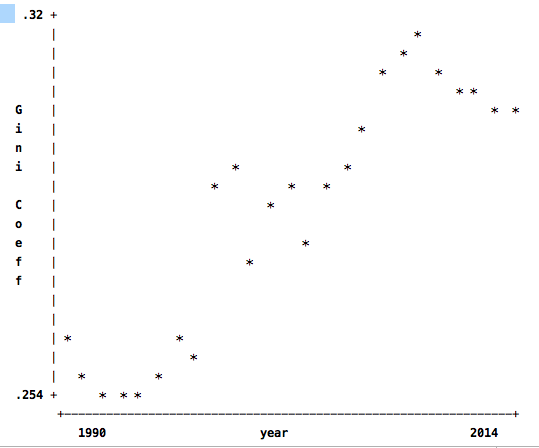 .32 +
G
i
n
i
C
o
e
f
f
.254 +
1990 year 2014